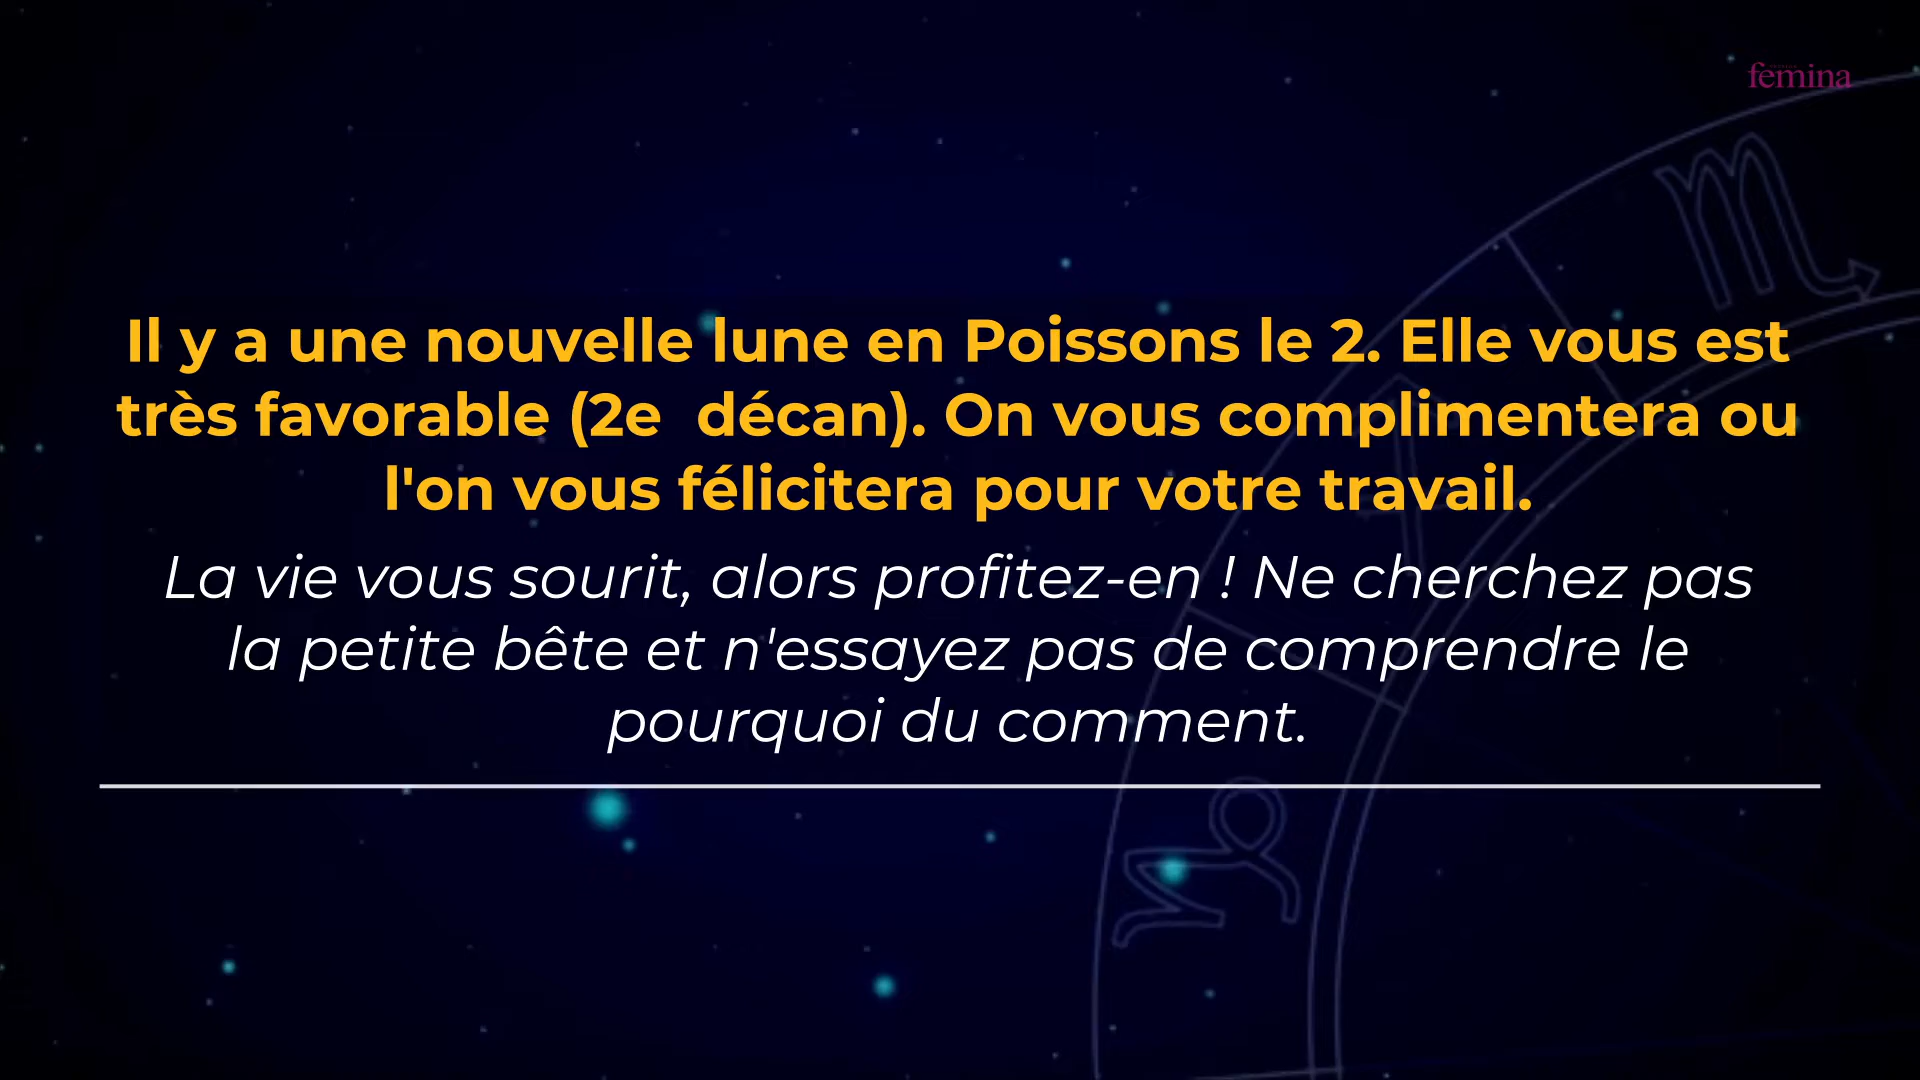 femina
Il y a une nouvelle lune en Poissons le 2. Elle vous est
très favorable (2e  décan). On vous complimentera ou
l'on vous félicitera pour votre travail.
La vie vous sourit, alors profitez-en ! Ne cherchez pas
la petite bête et n'essayez pas de comprendre le
pourquoi du comment.